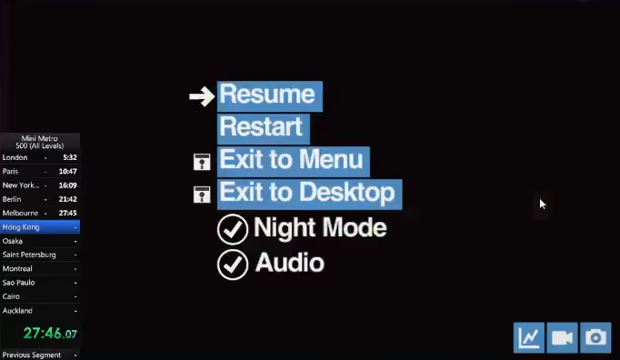 Resume
Restart
Exit to Menu
Exit to Desktop
Night Mode
Audio
Mini Metro
500 (All Levels)
London - 5:32
Paris - 10:47
New York... - 16:09
Berlin - 21:42
Melbourne - 27:45
Hong Kong -
Osaka -
Saint Petersburg -
Montreal -
Sao Paulo -
Cairo -
Auckland -
27:46.07
Previous Segment -